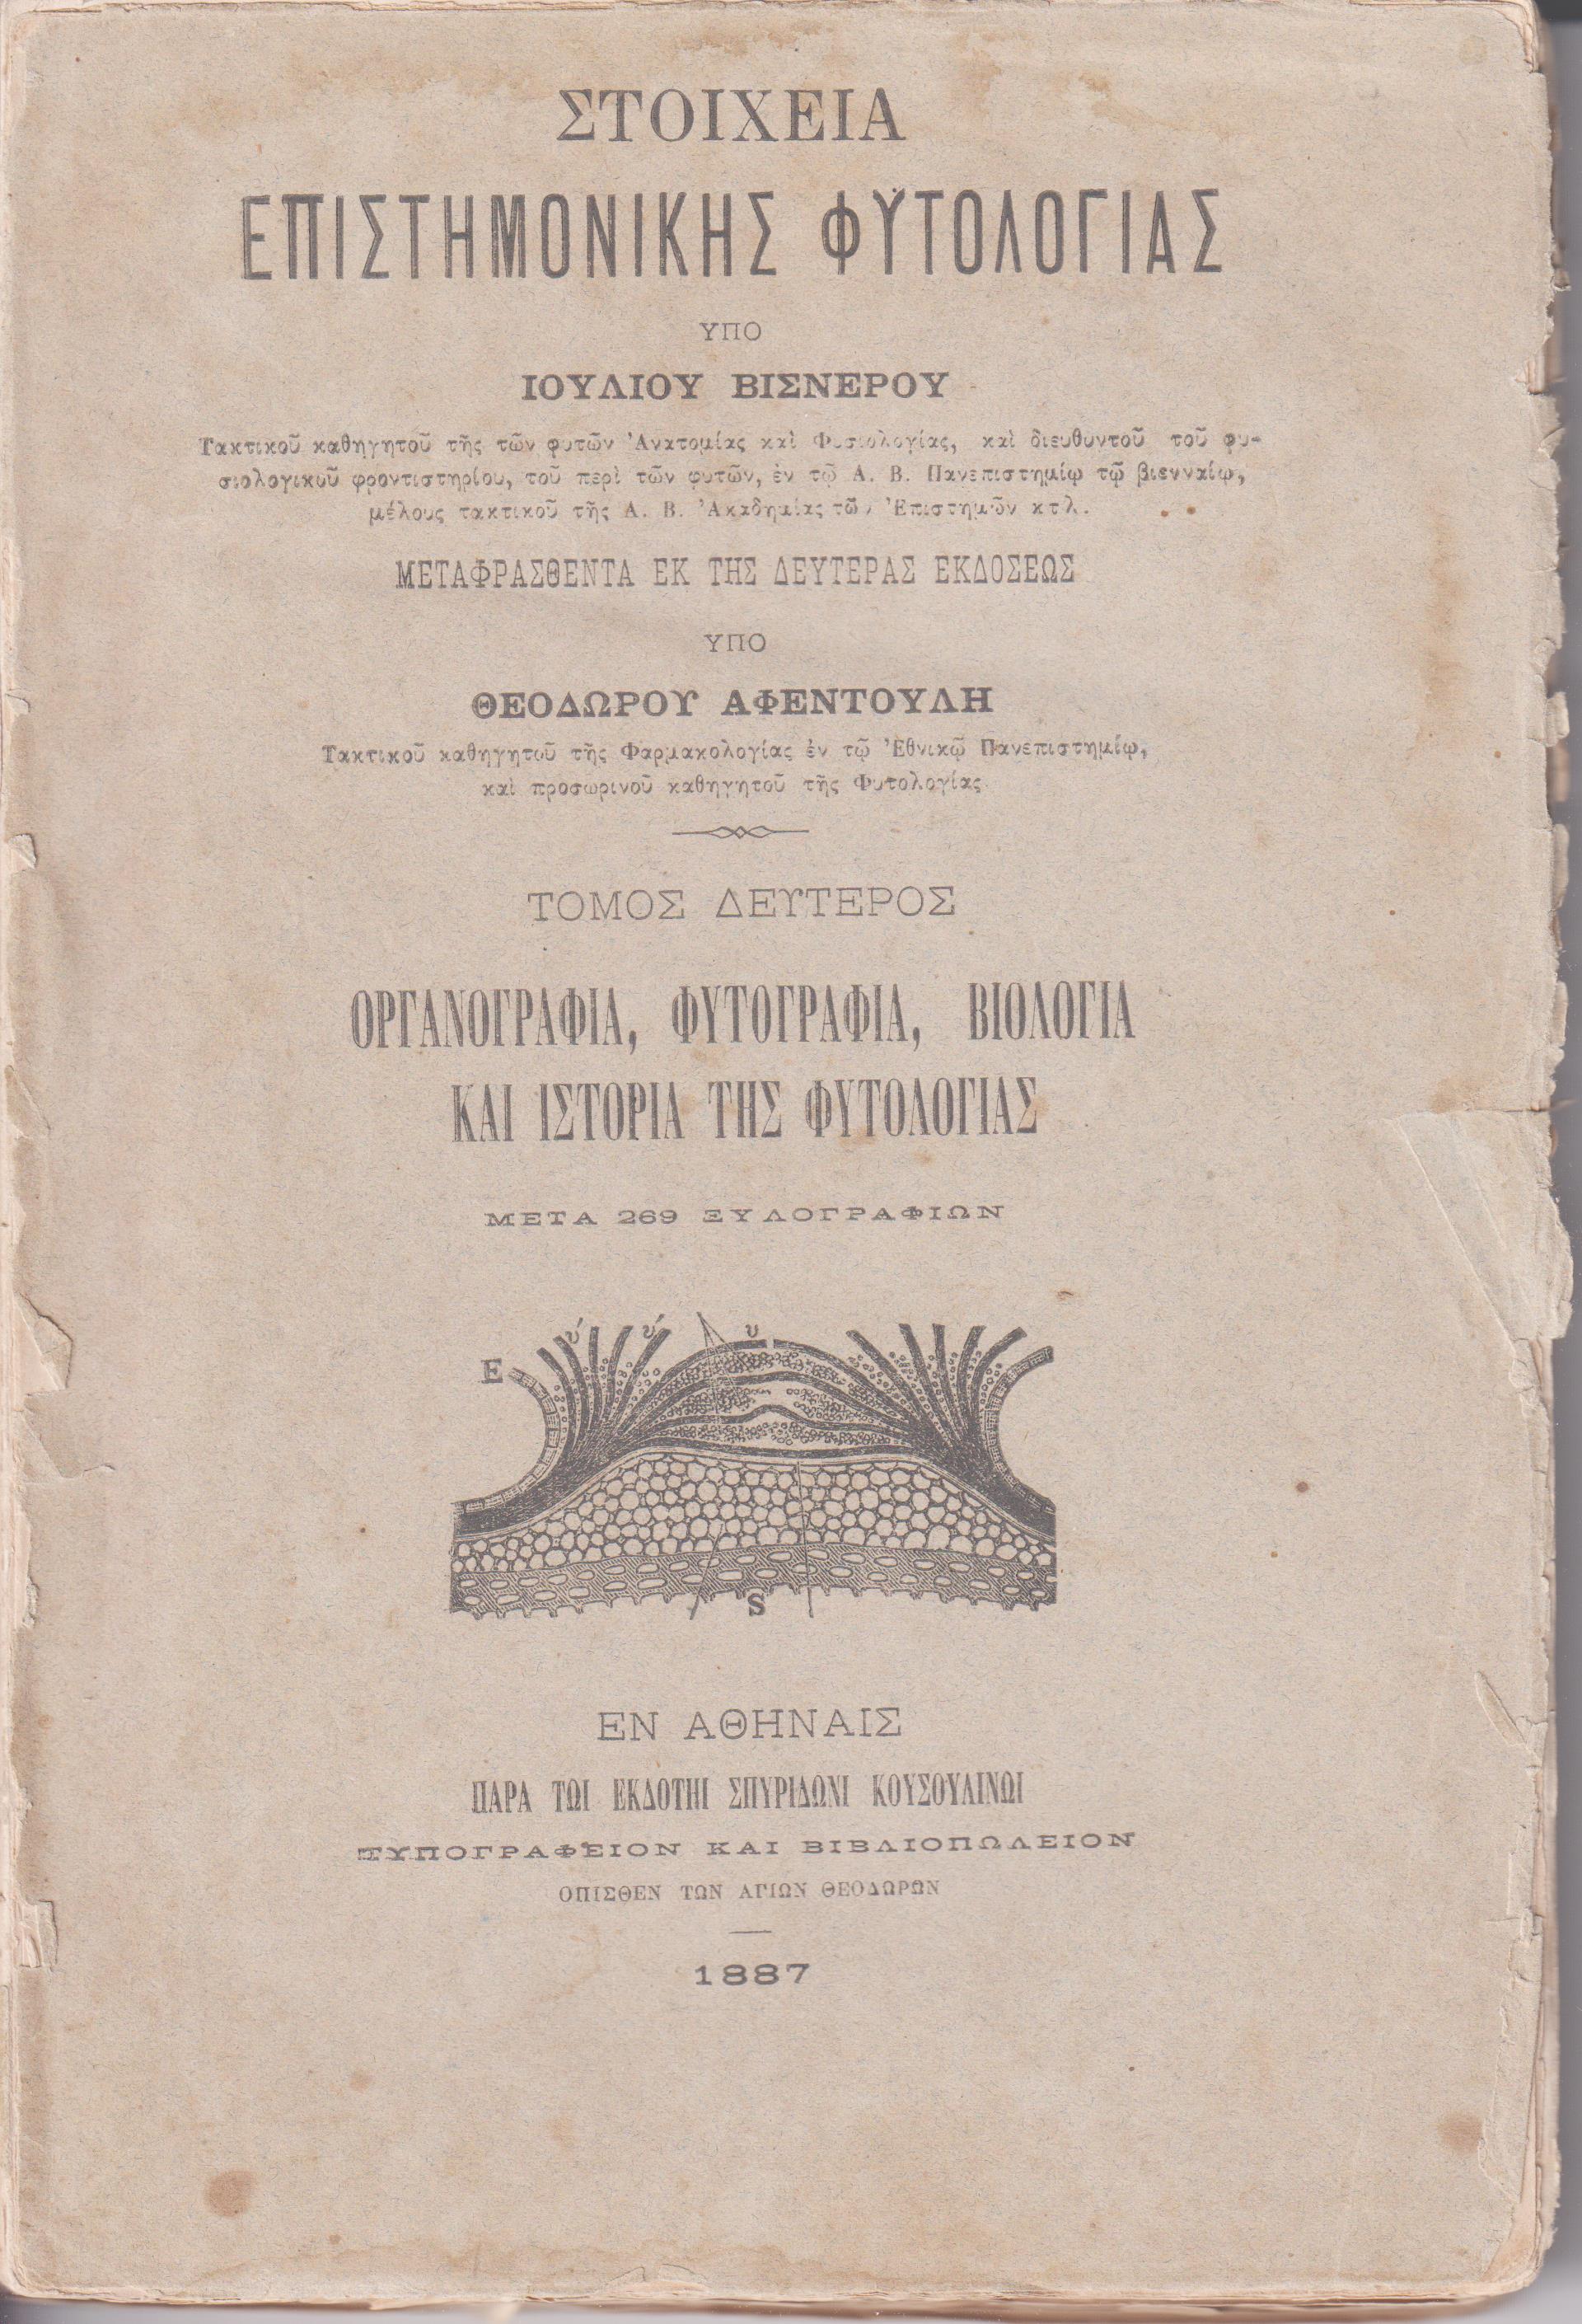 ΣΤΟΙΧΕΙΑ
ΕΠΙΣΤΗΜΟΝΙΚΗΣ ΦΥΤΟΛΟΓΙΑΣ
ΥΠΟ
ΙΟΥΛΙΟΥ ΒΙΣΝΕΡΟΥ
Τακτικοῦ καθηγητοῦ τῆς τῶν φυτῶν Ἀνατομίας καὶ Φυσιολογίας, καὶ διευθυντοῦ τοῦ φυ-
σιολογικοῦ φροντιστηρίου, τοῦ περὶ τῶν φυτῶν, ἐν τῷ Α. Β. Πανεπιστημίῳ τῷ βιενναίῳ,
μέλους τακτικοῦ τῆς Α. Β. Ἀκαδημίας τῶν Ἐπιστημῶν κτλ.
ΜΕΤΑΦΡΑΣΘΕΝΤΑ ΕΚ ΤΗΣ ΔΕΥΤΕΡΑΣ ΕΚΔΟΣΕΩΣ
ΥΠΟ
ΘΕΟΔΩΡΟΥ ΑΦΕΝΤΟΥΛΗ
Τακτικοῦ καθηγητοῦ τῆς Φαρμακολογίας ἐν τῷ Ἐθνικῷ Πανεπιστημίῳ,
καὶ προσωρινοῦ καθηγητοῦ τῆς Φυτολογίας
ΤΟΜΟΣ ΔΕΥΤΕΡΟΣ
ΟΡΓΑΝΟΓΡΑΦΙΑ, ΦΥΤΟΓΡΑΦΙΑ, ΒΙΟΛΟΓΙΑ
ΚΑΙ ΙΣΤΟΡΙΑ ΤΗΣ ΦΥΤΟΛΟΓΙΑΣ
ΜΕΤΑ 269 ΞΥΛΟΓΡΑΦΙΩΝ
Ε υ΄ υ΄ υ
S
ΕΝ ΑΘΗΝΑΙΣ
ΠΑΡΑ ΤΩΙ ΕΚΔΟΤΗΙ ΣΠΥΡΙΔΩΝΙ ΚΟΥΣΟΥΛΙΝΩΙ
ΤΥΠΟΓΡΑΦΕΙΟΝ ΚΑΙ ΒΙΒΛΙΟΠΩΛΕΙΟΝ
ΟΠΙΣΘΕΝ ΤΩΝ ΑΓΙΩΝ ΘΕΟΔΩΡΩΝ
1887